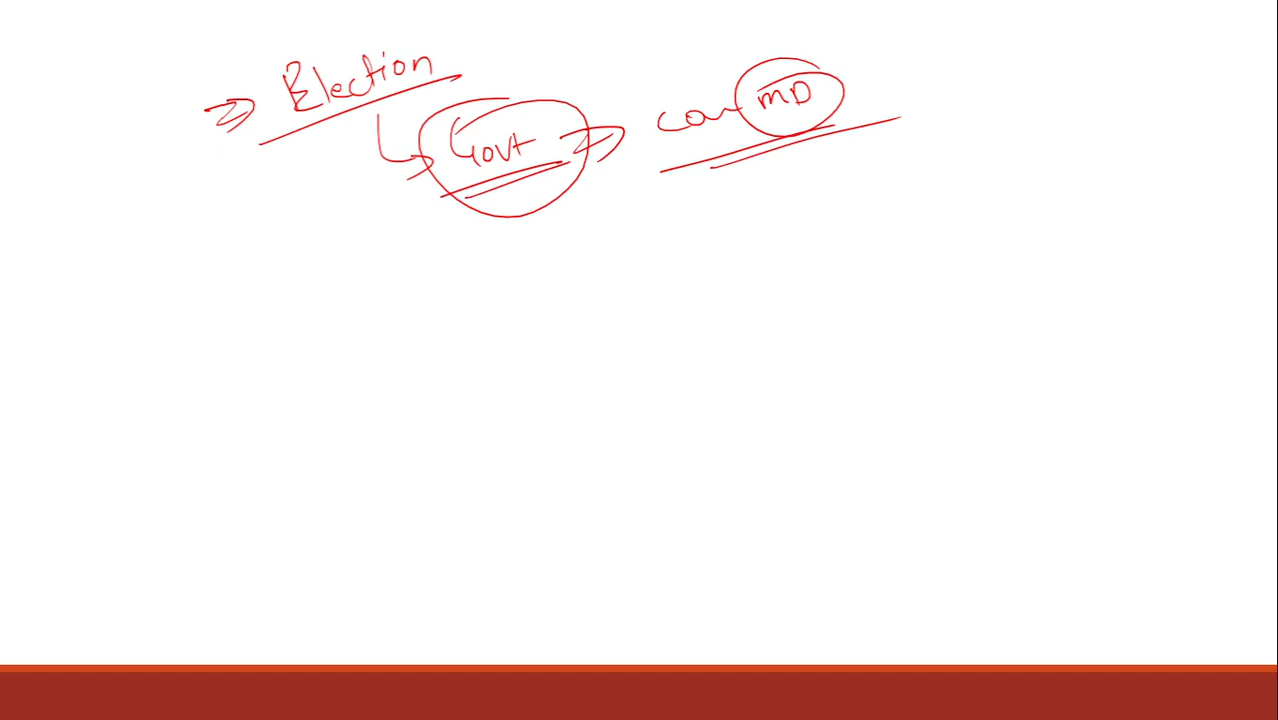 ⇒ Election
↳ Govt ⇒ MD